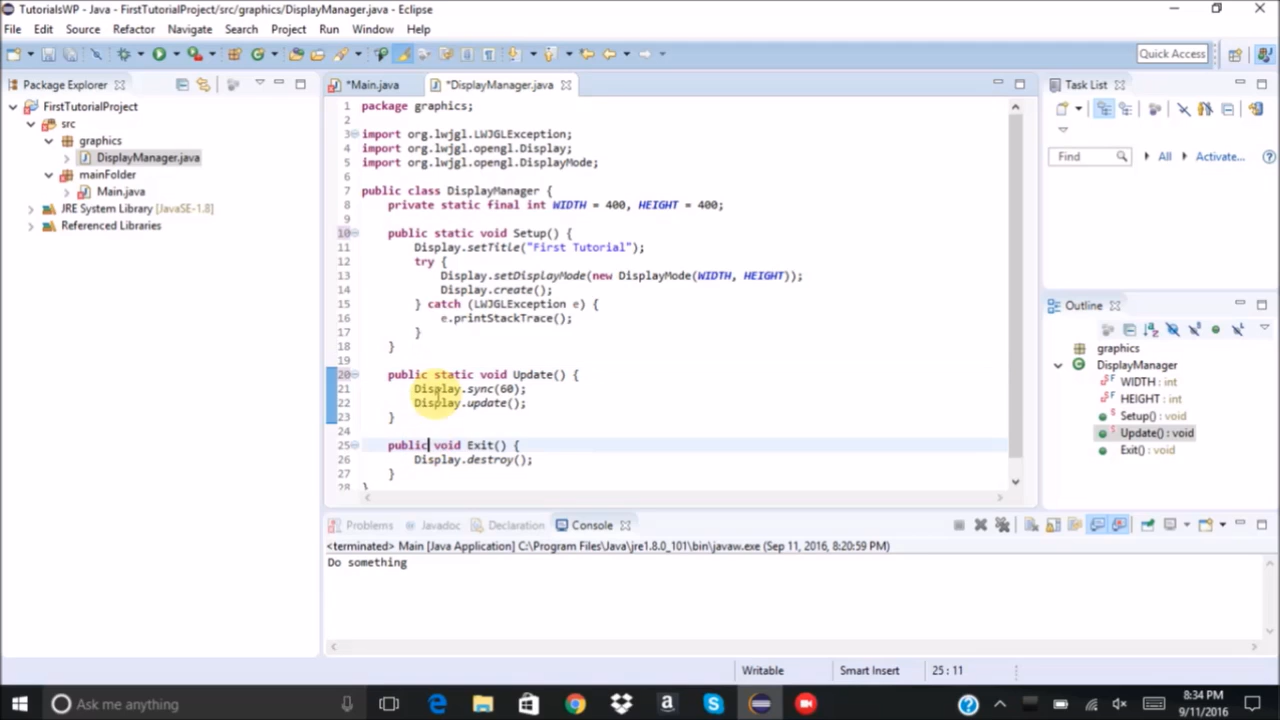 TutorialsWP - Java - FirstTutorialProject/src/graphics/DisplayManager.java - Eclipse
File Edit Source Refactor Navigate Search Project Run Window Help
Quick Access
Package Explorer
FirstTutorialProject
src
graphics
DisplayManager.java
mainFolder
Main.java
JRE System Library [JavaSE-1.8]
Referenced Libraries
*Main.java
*DisplayManager.java
1 package graphics;
2
3 import org.lwjgl.LWJGLException;
4 import org.lwjgl.opengl.Display;
5 import org.lwjgl.opengl.DisplayMode;
6
7 public class DisplayManager {
8 private static final int WIDTH = 400, HEIGHT = 400;
9
10 public static void Setup() {
11 Display.setTitle("First Tutorial");
12 try {
13 Display.setDisplayMode(new DisplayMode(WIDTH, HEIGHT));
14 Display.create();
15 } catch (LWJGLException e) {
16 e.printStackTrace();
17 }
18 }
19
20 public static void Update() {
21 Display.sync(60);
22 Display.update();
23 }
24
25 public void Exit() {
26 Display.destroy();
27 }
28 }
Task List
Find All Activate...
Outline
graphics
DisplayManager
WIDTH : int
HEIGHT : int
Setup() : void
Update() : void
Exit() : void
Problems Javadoc Declaration Console
<terminated> Main [Java Application] C:\Program Files\Java\jre1.8.0_101\bin\javaw.exe (Sep 11, 2016, 8:20:59 PM)
Do something
Writable Smart Insert 25 : 11
Ask me anything
8:34 PM
9/11/2016